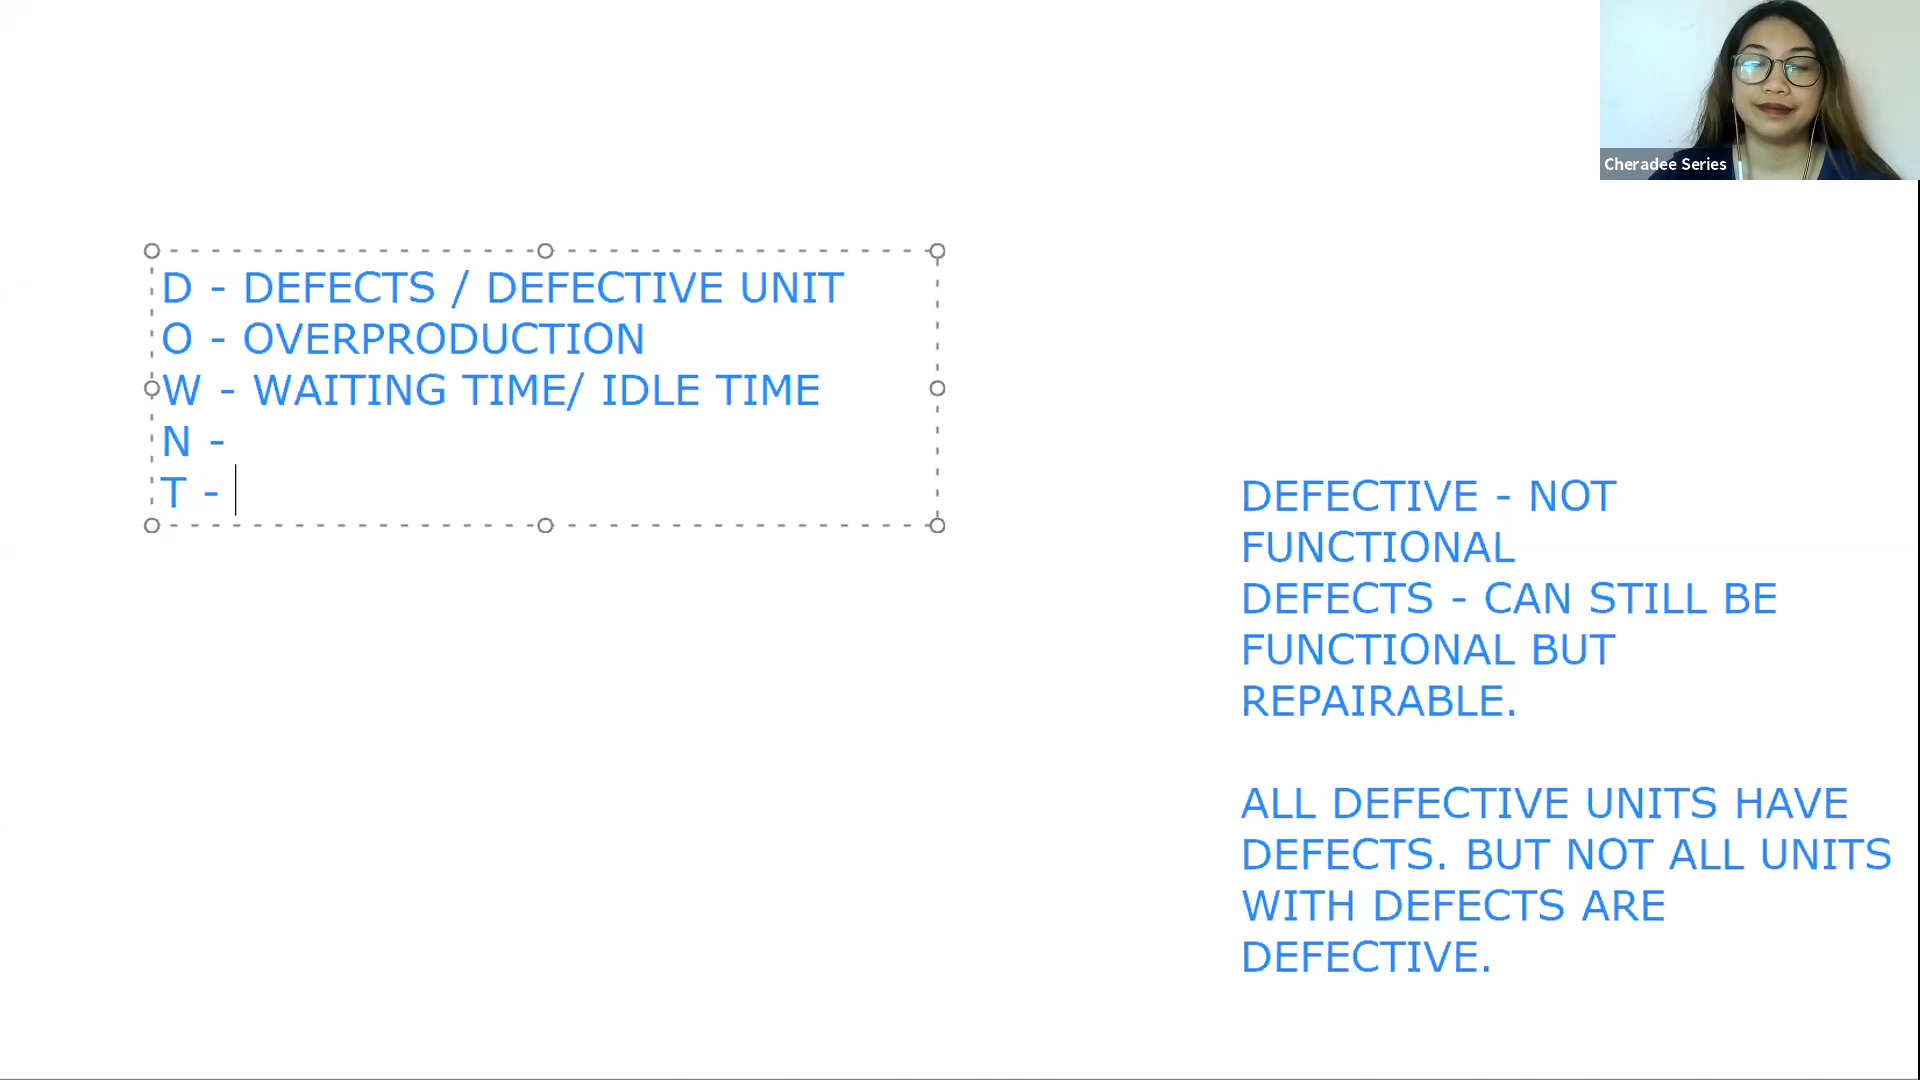 Cheradee Series
D - DEFECTS / DEFECTIVE UNIT
O - OVERPRODUCTION
W - WAITING TIME/ IDLE TIME
N -
T -
DEFECTIVE - NOT
FUNCTIONAL
DEFECTS - CAN STILL BE
FUNCTIONAL BUT
REPAIRABLE.
ALL DEFECTIVE UNITS HAVE
DEFECTS. BUT NOT ALL UNITS
WITH DEFECTS ARE
DEFECTIVE.